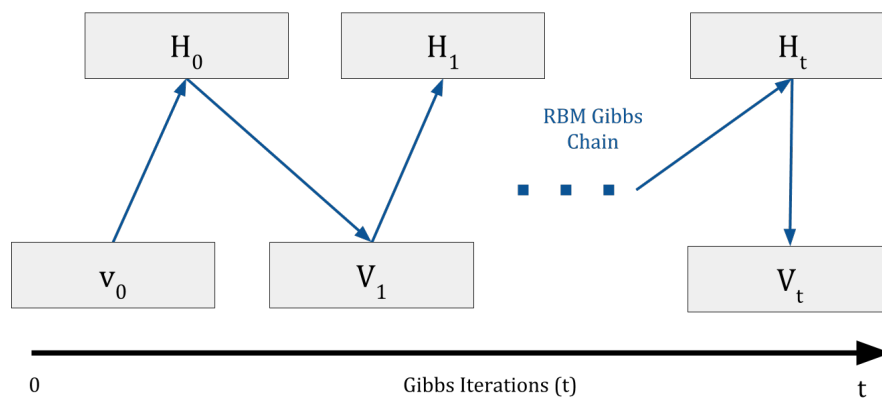 H₀ H₁ Hₜ
RBM Gibbs
Chain
v₀ V₁ Vₜ
0 Gibbs Iterations (t) t